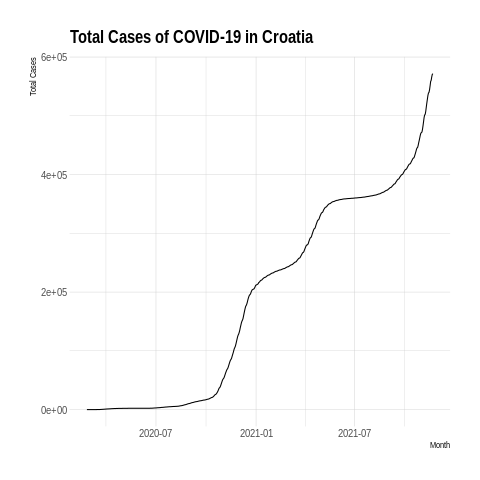 Total Cases of COVID-19 in Croatia
Total Cases
6e+05
4e+05
2e+05
0e+00
2020-07
2021-01
2021-07
Month